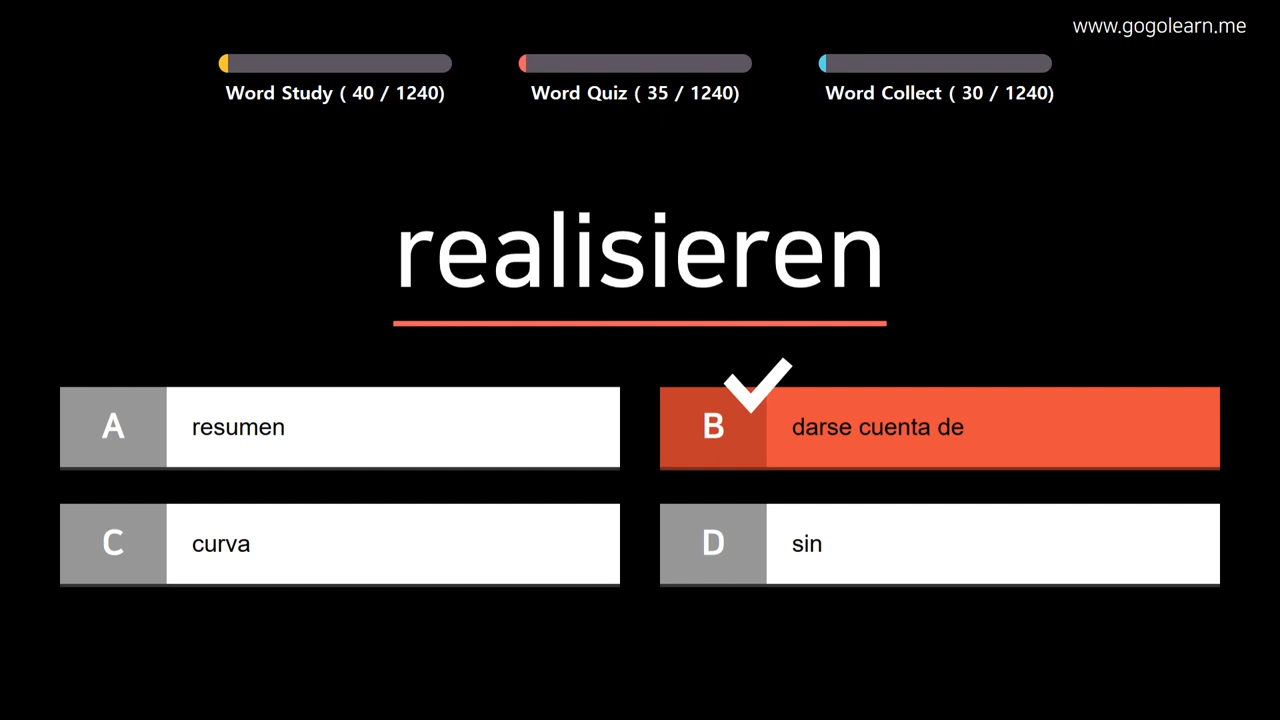 www.gogolearn.me
Word Study ( 40 / 1240)
Word Quiz ( 35 / 1240)
Word Collect ( 30 / 1240)
realisieren
A
resumen
B
darse cuenta de
C
curva
D
sin